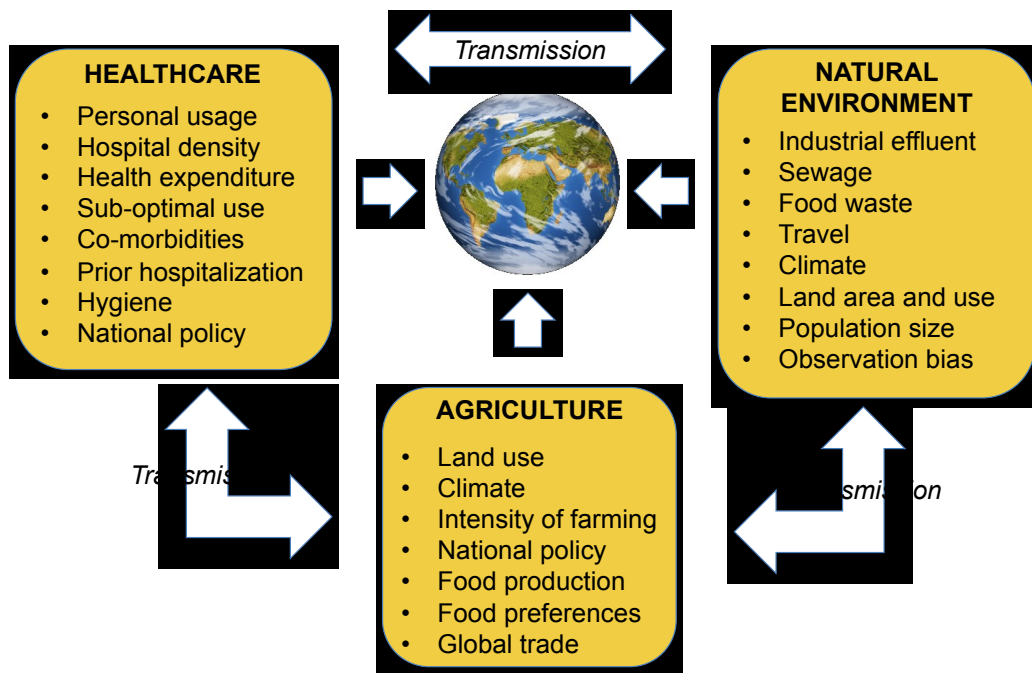 Transmission
HEALTHCARE
• Personal usage
• Hospital density
• Health expenditure
• Sub-optimal use
• Co-morbidities
• Prior hospitalization
• Hygiene
• National policy
NATURAL
ENVIRONMENT
• Industrial effluent
• Sewage
• Food waste
• Travel
• Climate
• Land area and use
• Population size
• Observation bias
AGRICULTURE
• Land use
• Climate
• Intensity of farming
• National policy
• Food production
• Food preferences
• Global trade